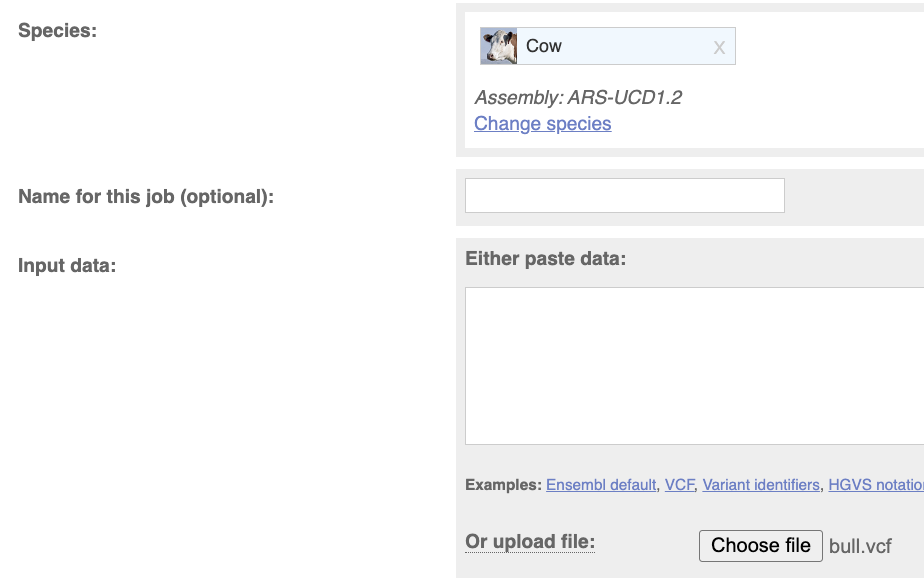 Species:
Cow x
Assembly: ARS-UCD1.2
Change species
Name for this job (optional):
Input data:
Either paste data:
Examples: Ensembl default, VCF, Variant identifiers, HGVS notatio
Or upload file: Choose file bull.vcf